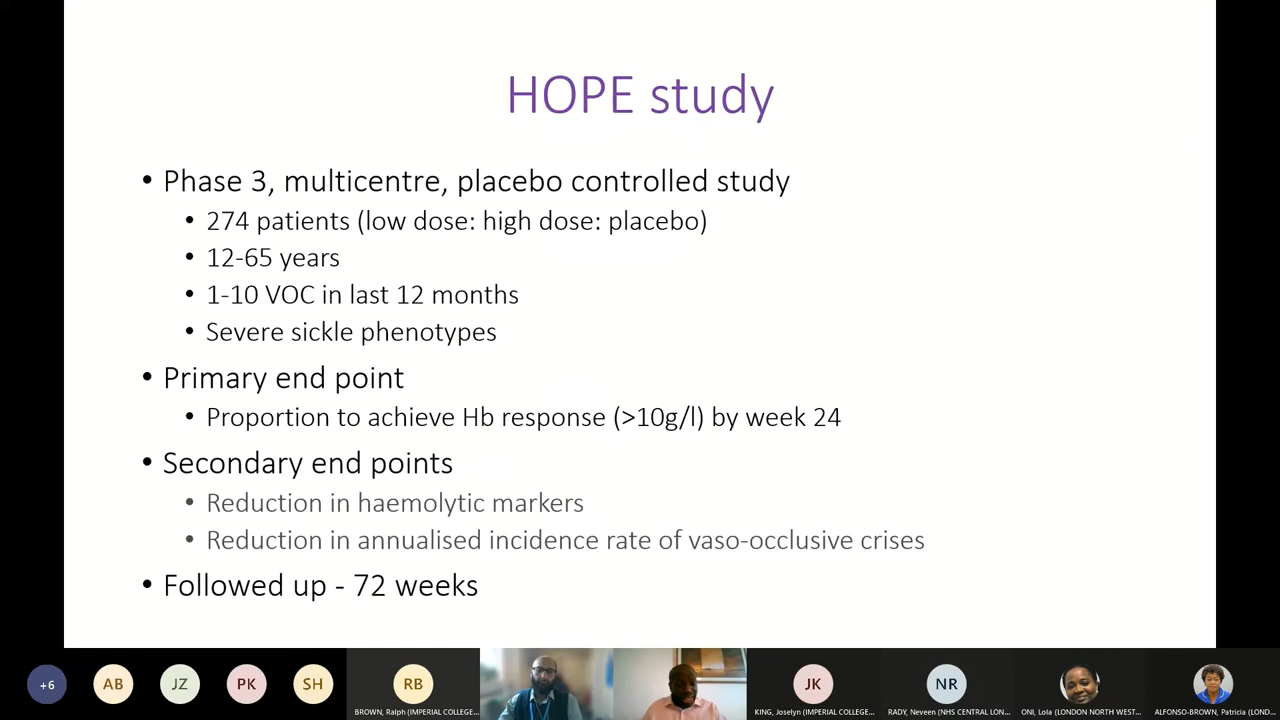 HOPE study
• Phase 3, multicentre, placebo controlled study
• 274 patients (low dose: high dose: placebo)
• 12-65 years
• 1-10 VOC in last 12 months
• Severe sickle phenotypes
• Primary end point
• Proportion to achieve Hb response (>10g/l) by week 24
• Secondary end points
• Reduction in haemolytic markers
• Reduction in annualised incidence rate of vaso-occlusive crises
• Followed up - 72 weeks
+6 AB JZ PK SH RB JK NR
BROWN, Ralph (IMPERIAL COLLEGE... KING, Joselyn (IMPERIAL COLLEGE... RADY, Neveen (NHS CENTRAL LON... ONI, Lola (LONDON NORTH WEST... ALFONSO-BROWN, Patricia (LOND...